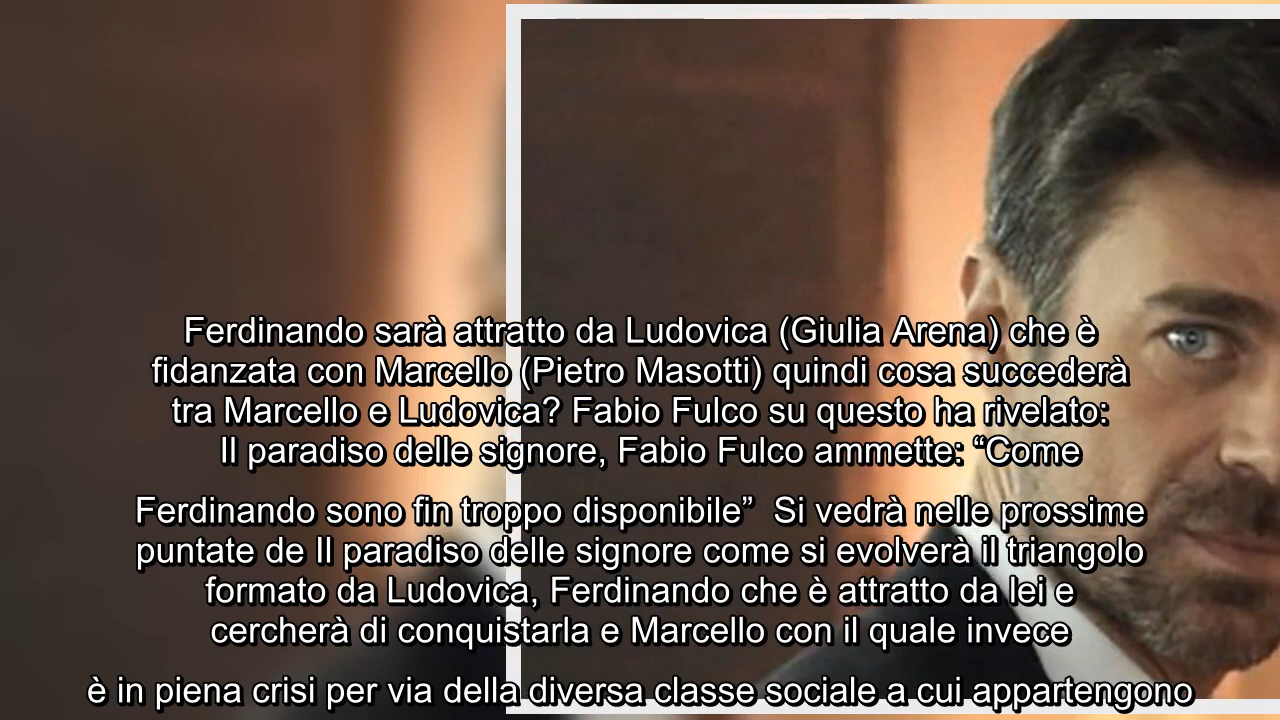 Ferdinando sarà attratto da Ludovica (Giulia Arena) che è
fidanzata con Marcello (Pietro Masotti) quindi cosa succederà
tra Marcello e Ludovica? Fabio Fulco su questo ha rivelato:
Il paradiso delle signore, Fabio Fulco ammette: “Come
Ferdinando sono fin troppo disponibile”  Si vedrà nelle prossime
puntate de Il paradiso delle signore come si evolverà il triangolo
formato da Ludovica, Ferdinando che è attratto da lei e
cercherà di conquistarla e Marcello con il quale invece
è in piena crisi per via della diversa classe sociale a cui appartengono